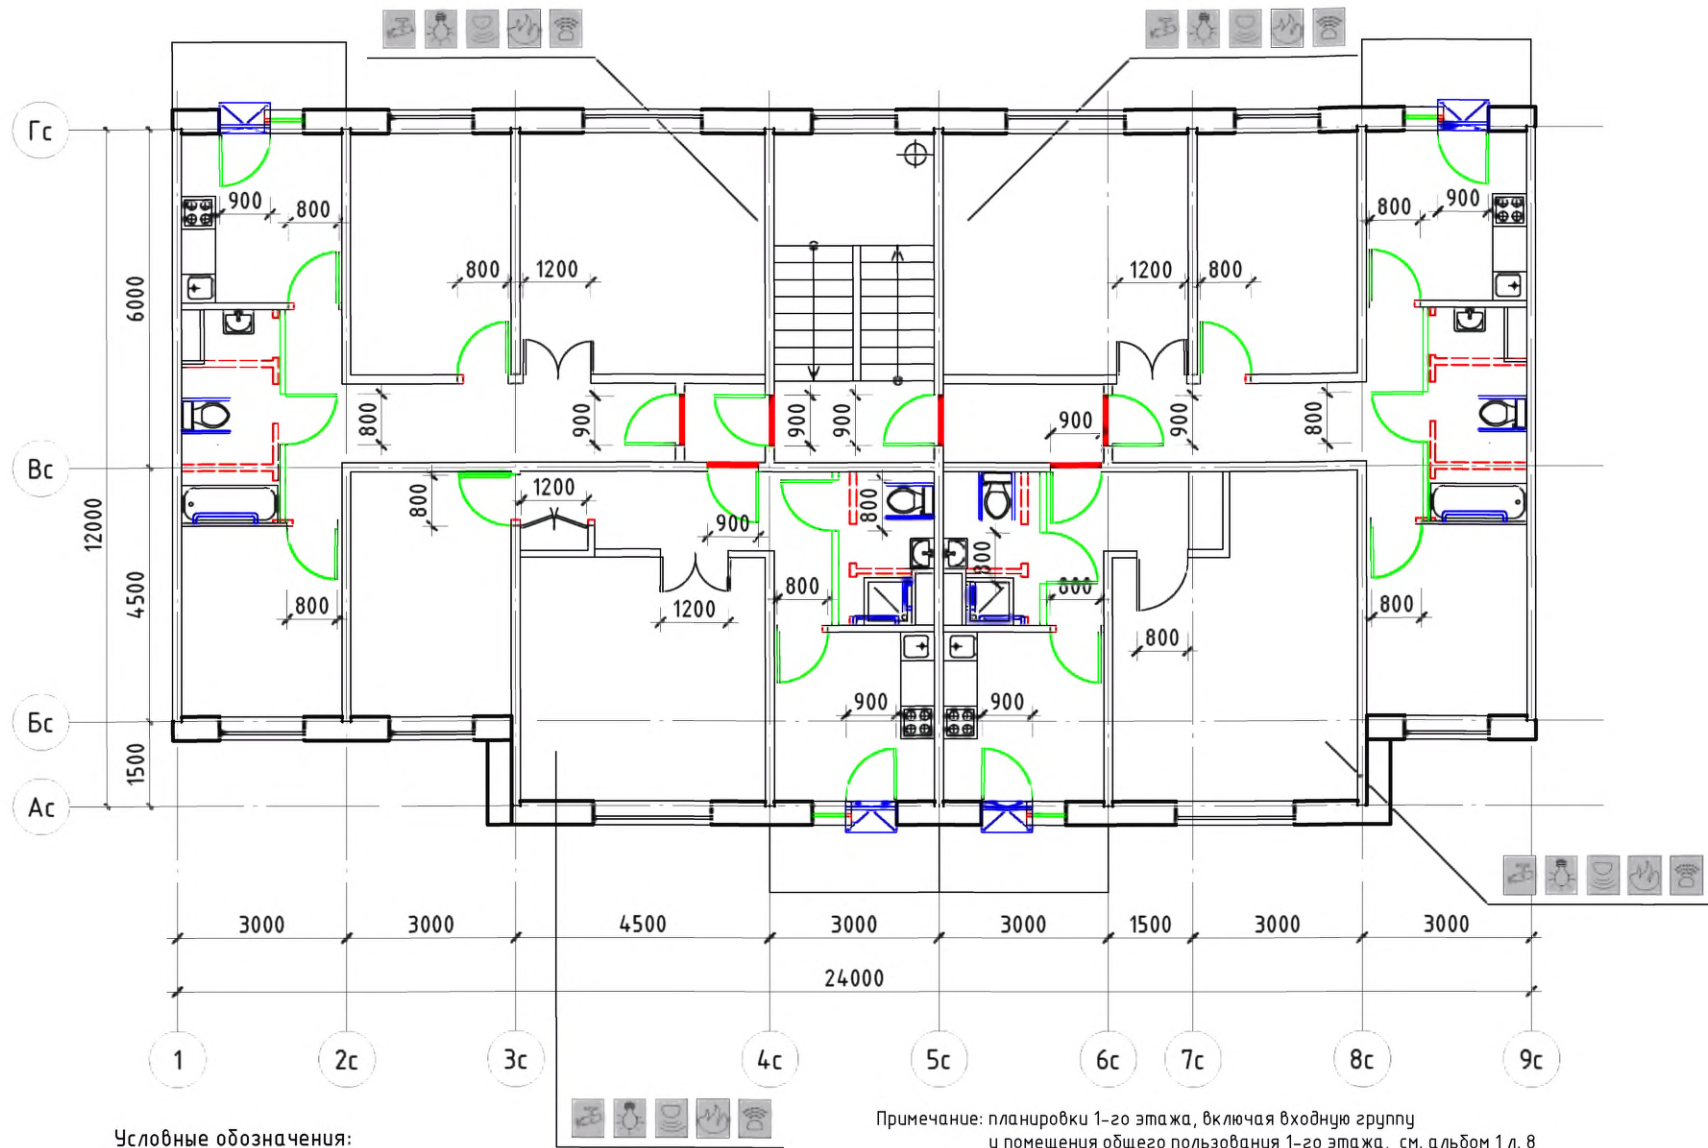 Гс
900
800
800
900
800
1200
1200
800
6000
800
900
900
900
900
900
800
Вс
12000
800
1200
900
800
800
4500
800
1200
800
800
800
800
Бс
900
900
1500
Ас
3000
3000
4500
3000
3000
1500
3000
3000
24000
1
2с
3с
4с
5с
6с
7с
8с
9с
Условные обозначения:
Примечание: планировки 1-го этажа, включая входную группу
и помещения общего пользования 1-го этажа, см. альбом 1 л. 8